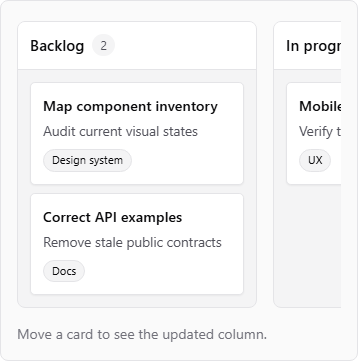 Backlog 2
Map component inventory
Audit current visual states
Design system
Correct API examples
Remove stale public contracts
Docs
In progr
Mobile
Verify t
UX
Move a card to see the updated column.